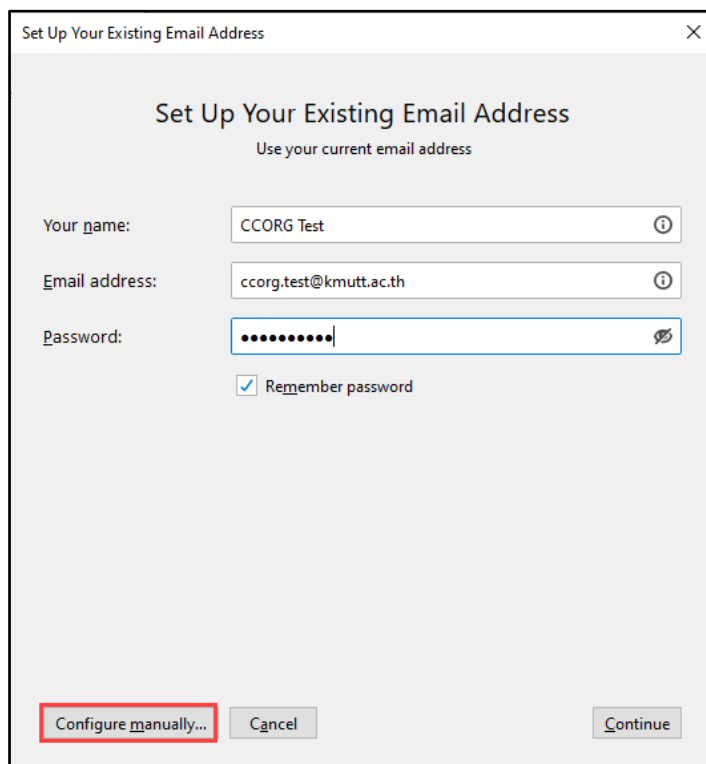 Set Up Your Existing Email Address
Set Up Your Existing Email Address
Use your current email address
Your name: CCORG Test
Email address: ccorg.test@kmutt.ac.th
Password: ••••••••••
Remember password
Configure manually... Cancel Continue